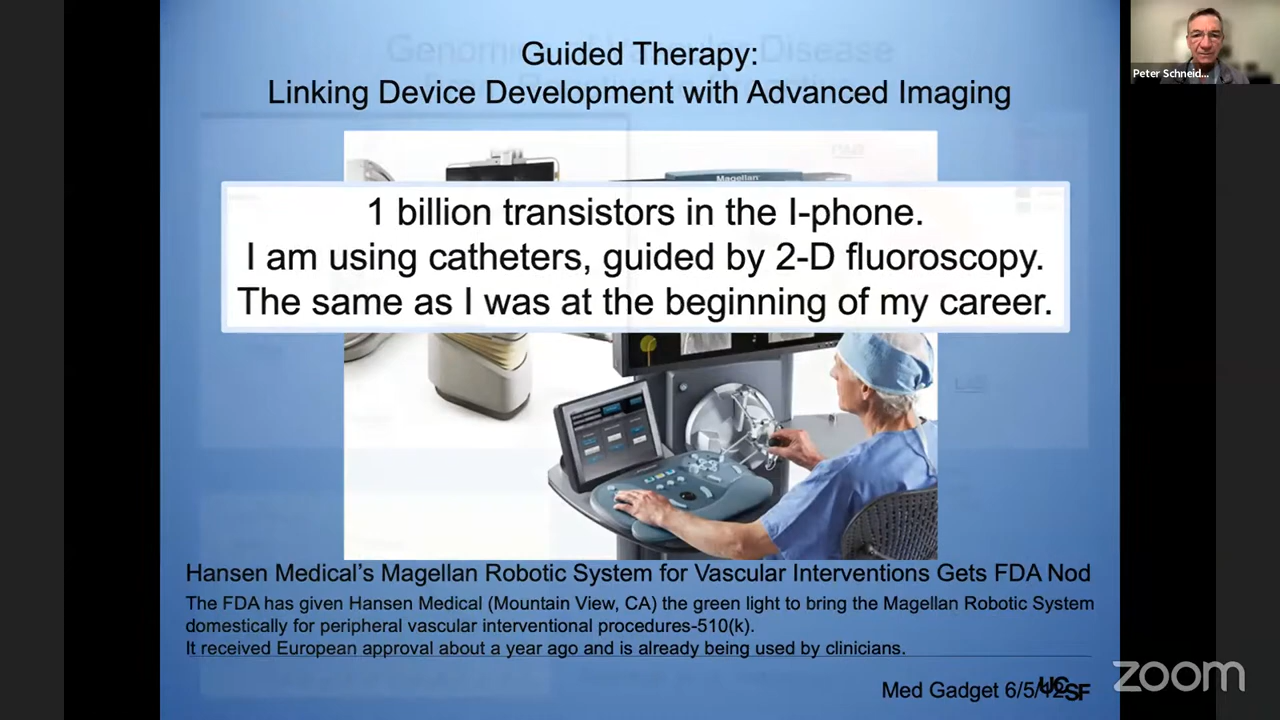 Guided Therapy:
Linking Device Development with Advanced Imaging
Peter Schneid...
Magellan
1 billion transistors in the I-phone.
I am using catheters, guided by 2-D fluoroscopy.
The same as I was at the beginning of my career.
Hansen Medical's Magellan Robotic System for Vascular Interventions Gets FDA Nod
The FDA has given Hansen Medical (Mountain View, CA) the green light to bring the Magellan Robotic System
domestically for peripheral vascular interventional procedures-510(k).
It received European approval about a year ago and is already being used by clinicians.
Med Gadget 6/5/12
UCSF
zoom